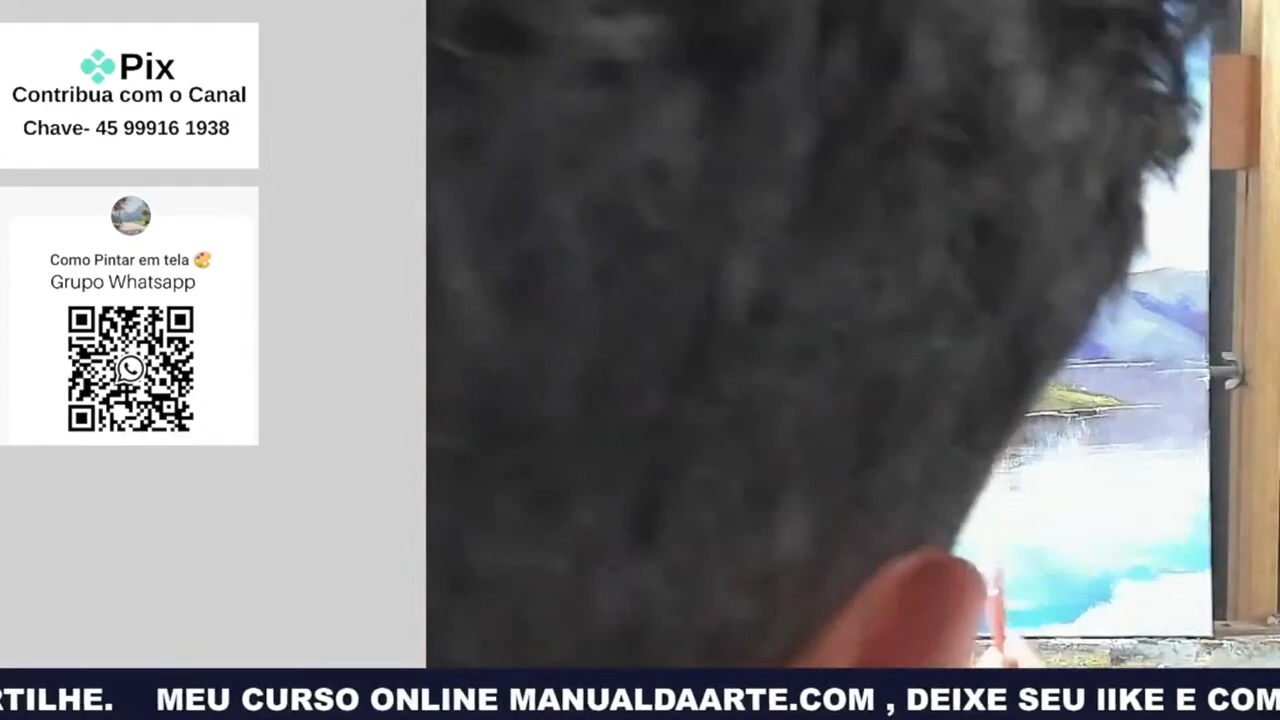 Pix
Contribua com o Canal
Chave- 45 99916 1938
Como Pintar em tela
Grupo Whatsapp
RTILHE. MEU CURSO ONLINE MANUALDAARTE.COM , DEIXE SEU lIKE E COM